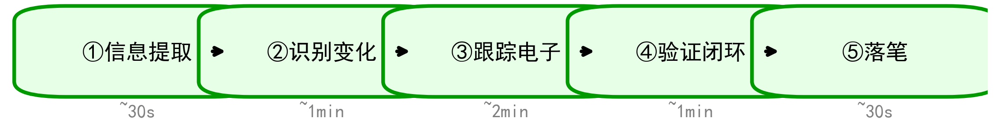 ①信息提取 ②识别变化 ③跟踪电子 ④验证闭环 ⑤落笔
~30s ~1min ~2min ~1min ~30s